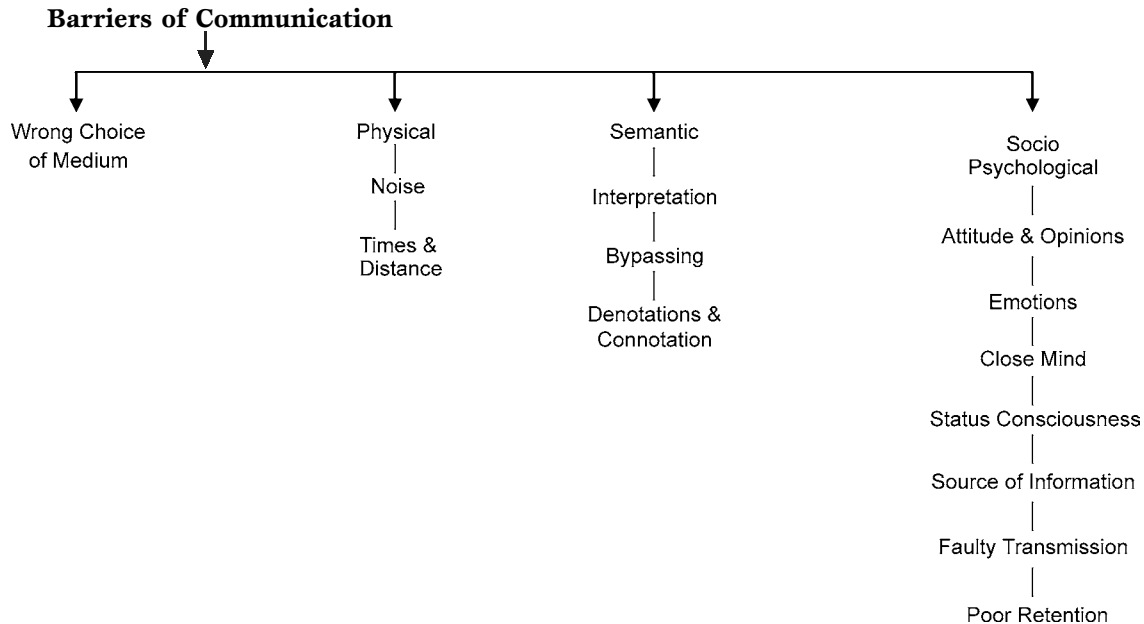 Barriers of Communication
Wrong Choice
of Medium
Physical
Noise
Times &
Distance
Semantic
Interpretation
Bypassing
Denotations &
Connotation
Socio
Psychological
Attitude & Opinions
Emotions
Close Mind
Status Consciousness
Source of Information
Faulty Transmission
Poor Retention